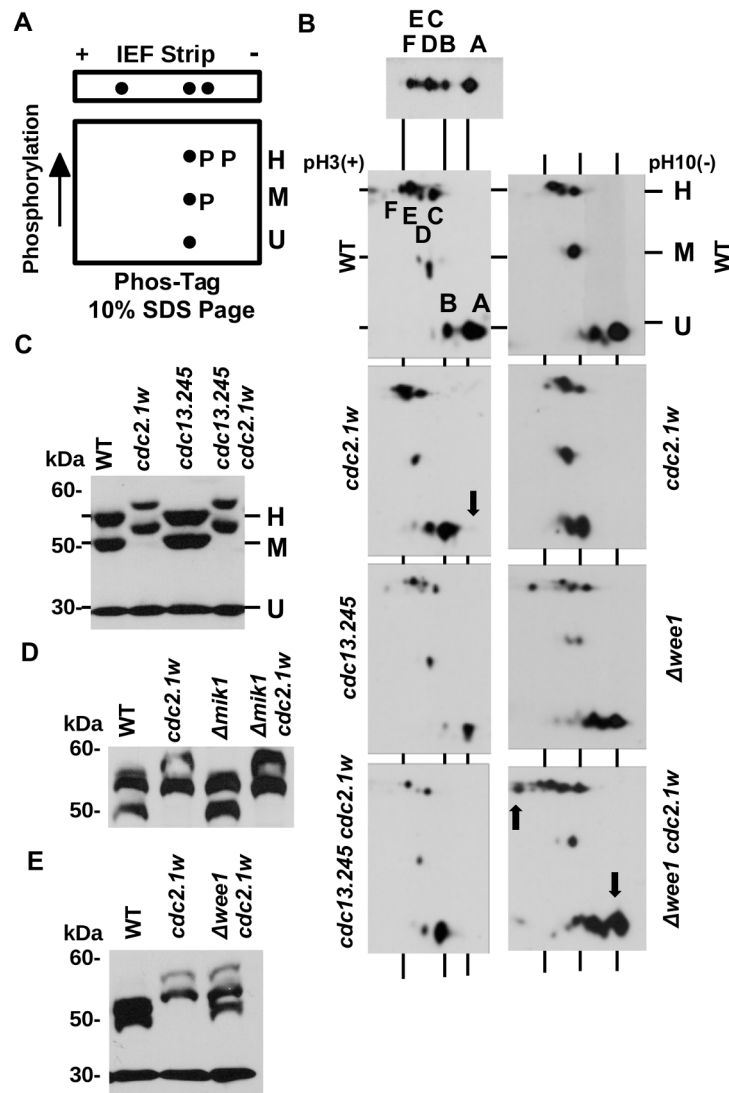 A
+ IEF Strip -
Phosphorylation
P P H
P M
U
Phos-Tag
10% SDS Page
B
E C
F D B A
pH3(+)
pH10(-)
F E D C
B A
WT
H
M
U
WT
cdc2.1w
cdc2.1w
cdc13.245
Δwee1
cdc13.245 cdc2.1w
Δwee1 cdc2.1w
C
kDa
WT
cdc2.1w
cdc13.245
cdc13.245
cdc2.1w
60-
50-
30-
H
M
U
D
kDa
WT
cdc2.1w
Δmik1
Δmik1
cdc2.1w
60-
50-
E
kDa
WT
cdc2.1w
Δwee1
cdc2.1w
60-
50-
30-